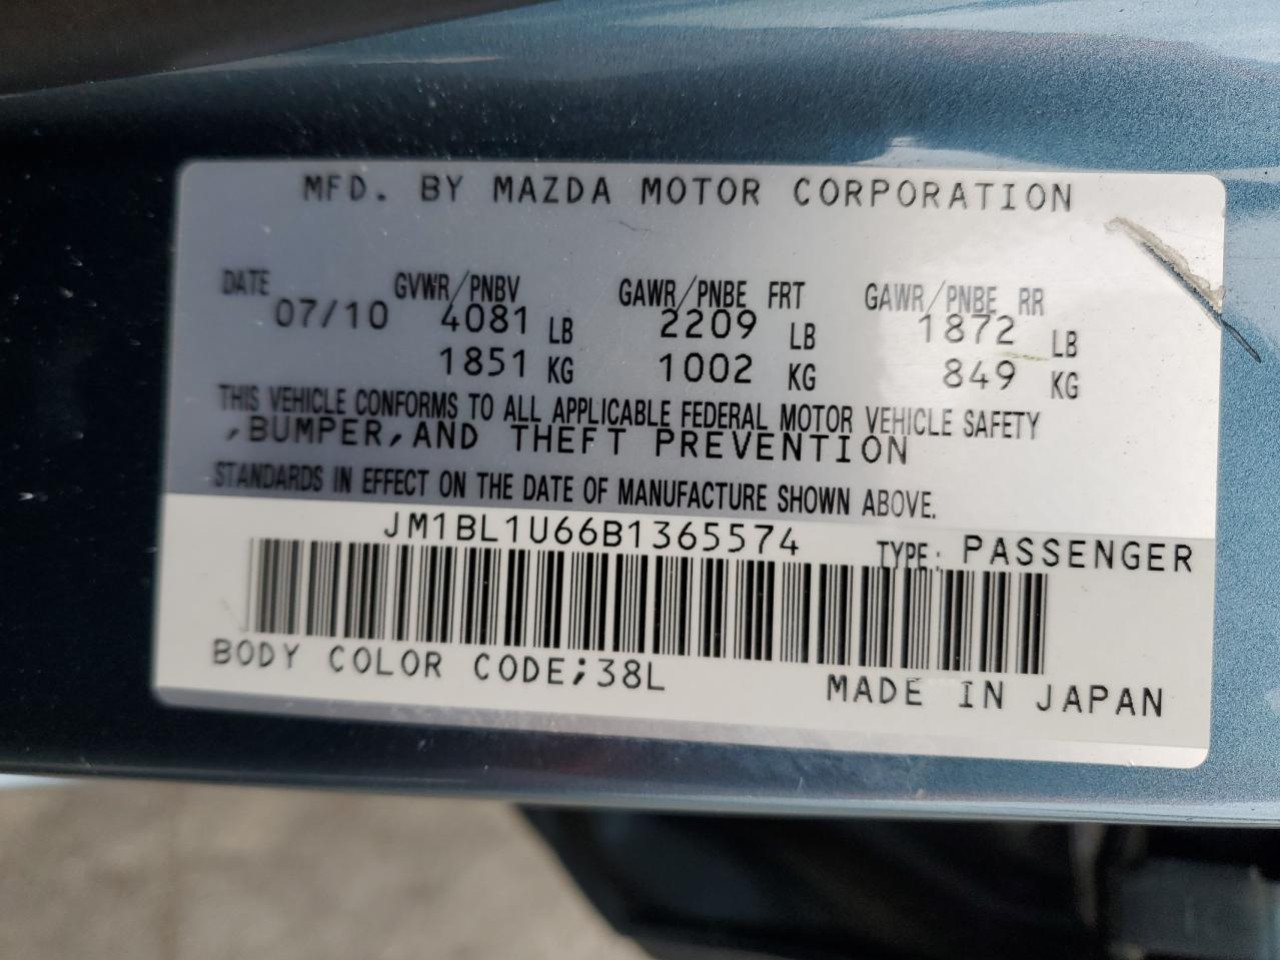 MFD. BY MAZDA MOTOR CORPORATION
DATE GVWR/PNBV GAWR/PNBE FRT GAWR/PNBE RR
07/10 4081 LB 2209 LB 1872 LB
1851 KG 1002 KG 849 KG
THIS VEHICLE CONFORMS TO ALL APPLICABLE FEDERAL MOTOR VEHICLE SAFETY
,BUMPER,AND THEFT PREVENTION
STANDARDS IN EFFECT ON THE DATE OF MANUFACTURE SHOWN ABOVE.
JM1BL1U66B1365574 TYPE: PASSENGER
BODY COLOR CODE;38L MADE IN JAPAN